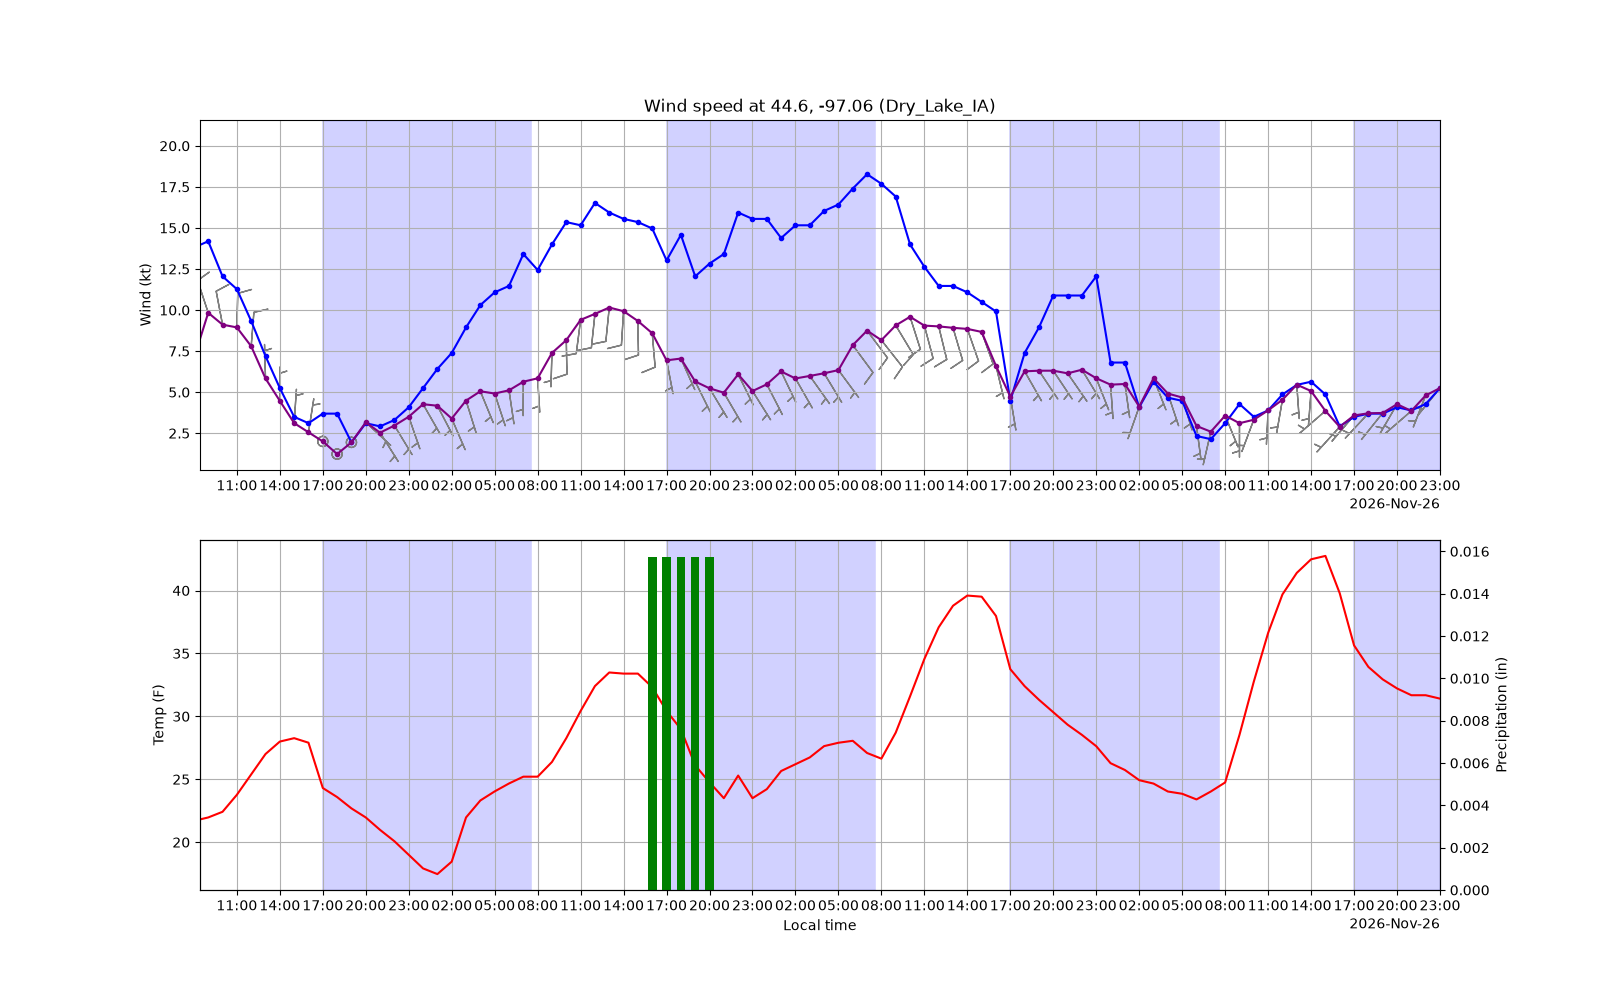 Wind speed at 44.6, -97.06 (Dry_Lake_IA)
Wind (kt)
20.0
17.5
15.0
12.5
10.0
7.5
5.0
2.5
11:00 14:00 17:00 20:00 23:00 02:00 05:00 08:00 11:00 14:00 17:00 20:00 23:00 02:00 05:00 08:00 11:00 14:00 17:00 20:00 23:00 02:00 05:00 08:00 11:00 14:00 17:00 20:00 23:00
2026-Nov-26
Temp (F)
40
35
30
25
20
0.016
0.014
0.012
0.010
0.008
0.006
0.004
0.002
0.000
Precipitation (in)
11:00 14:00 17:00 20:00 23:00 02:00 05:00 08:00 11:00 14:00 17:00 20:00 23:00 02:00 05:00 08:00 11:00 14:00 17:00 20:00 23:00 02:00 05:00 08:00 11:00 14:00 17:00 20:00 23:00
Local time
2026-Nov-26